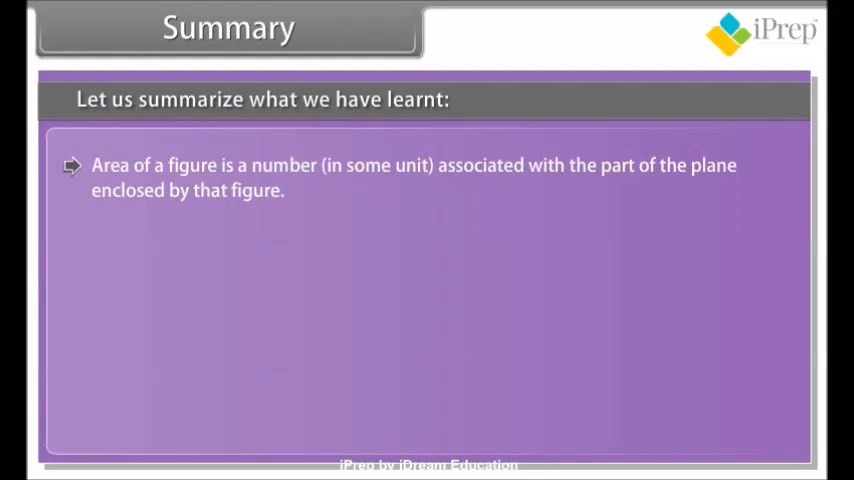 Summary
iPrep™
Let us summarize what we have learnt:
Area of a figure is a number (in some unit) associated with the part of the plane
enclosed by that figure.
iPrep by iDream Education